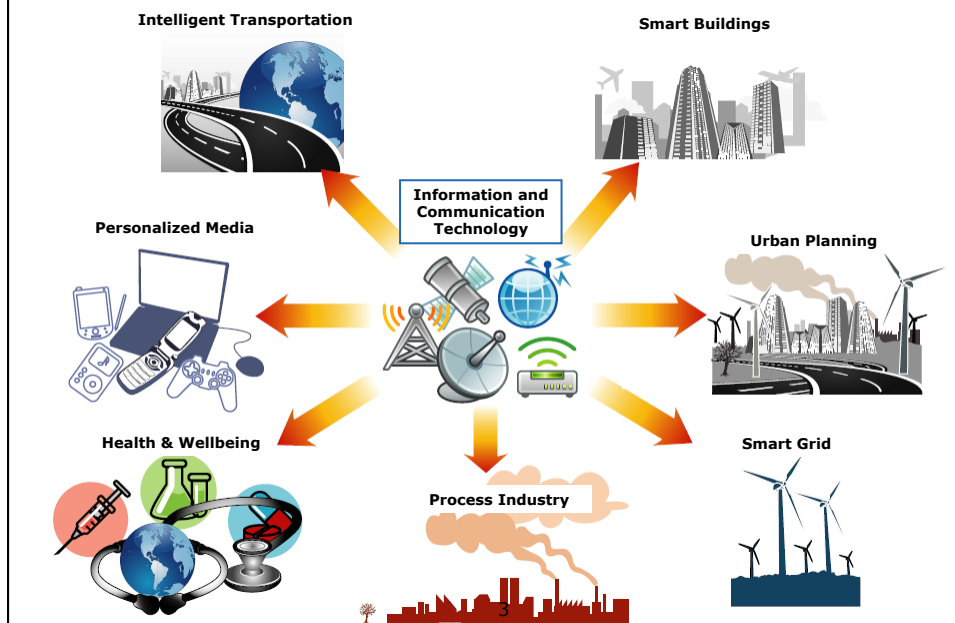 Intelligent Transportation
Smart Buildings
Information and
Communication
Technology
Personalized Media
Urban Planning
Health & Wellbeing
Smart Grid
Process Industry
3